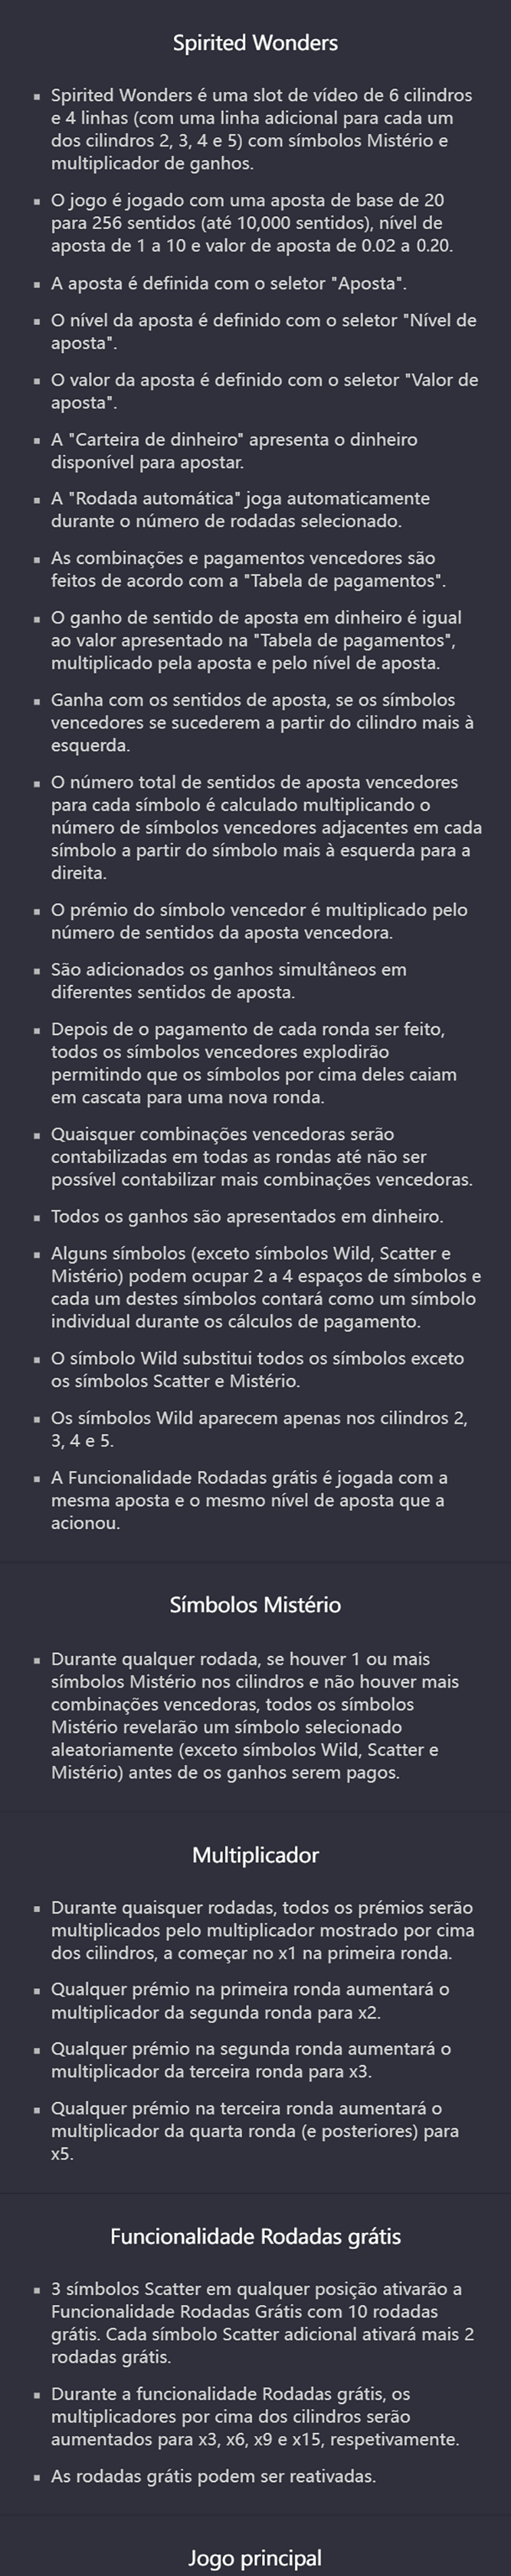 Spirited Wonders
▪ Spirited Wonders é uma slot de vídeo de 6 cilindros
e 4 linhas (com uma linha adicional para cada um
dos cilindros 2, 3, 4 e 5) com símbolos Mistério e
multiplicador de ganhos.
▪ O jogo é jogado com uma aposta de base de 20
para 256 sentidos (até 10,000 sentidos), nível de
aposta de 1 a 10 e valor de aposta de 0.02 a 0.20.
▪ A aposta é definida com o seletor "Aposta".
▪ O nível da aposta é definido com o seletor "Nível de
aposta".
▪ O valor da aposta é definido com o seletor "Valor de
aposta".
▪ A "Carteira de dinheiro" apresenta o dinheiro
disponível para apostar.
▪ A "Rodada automática" joga automaticamente
durante o número de rodadas selecionado.
▪ As combinações e pagamentos vencedores são
feitos de acordo com a "Tabela de pagamentos".
▪ O ganho de sentido de aposta em dinheiro é igual
ao valor apresentado na "Tabela de pagamentos",
multiplicado pela aposta e pelo nível de aposta.
▪ Ganha com os sentidos de aposta, se os símbolos
vencedores se sucederem a partir do cilindro mais à
esquerda.
▪ O número total de sentidos de aposta vencedores
para cada símbolo é calculado multiplicando o
número de símbolos vencedores adjacentes em cada
símbolo a partir do símbolo mais à esquerda para a
direita.
▪ O prémio do símbolo vencedor é multiplicado pelo
número de sentidos da aposta vencedora.
▪ São adicionados os ganhos simultâneos em
diferentes sentidos de aposta.
▪ Depois de o pagamento de cada ronda ser feito,
todos os símbolos vencedores explodirão
permitindo que os símbolos por cima deles caiam
em cascata para uma nova ronda.
▪ Quaisquer combinações vencedoras serão
contabilizadas em todas as rondas até não ser
possível contabilizar mais combinações vencedoras.
▪ Todos os ganhos são apresentados em dinheiro.
▪ Alguns símbolos (exceto símbolos Wild, Scatter e
Mistério) podem ocupar 2 a 4 espaços de símbolos e
cada um destes símbolos contará como um símbolo
individual durante os cálculos de pagamento.
▪ O símbolo Wild substitui todos os símbolos exceto
os símbolos Scatter e Mistério.
▪ Os símbolos Wild aparecem apenas nos cilindros 2,
3, 4 e 5.
▪ A Funcionalidade Rodadas grátis é jogada com a
mesma aposta e o mesmo nível de aposta que a
acionou.
Símbolos Mistério
▪ Durante qualquer rodada, se houver 1 ou mais
símbolos Mistério nos cilindros e não houver mais
combinações vencedoras, todos os símbolos
Mistério revelarão um símbolo selecionado
aleatoriamente (exceto símbolos Wild, Scatter e
Mistério) antes de os ganhos serem pagos.
Multiplicador
▪ Durante quaisquer rodadas, todos os prémios serão
multiplicados pelo multiplicador mostrado por cima
dos cilindros, a começar no x1 na primeira ronda.
▪ Qualquer prémio na primeira ronda aumentará o
multiplicador da segunda ronda para x2.
▪ Qualquer prémio na segunda ronda aumentará o
multiplicador da terceira ronda para x3.
▪ Qualquer prémio na terceira ronda aumentará o
multiplicador da quarta ronda (e posteriores) para
x5.
Funcionalidade Rodadas grátis
▪ 3 símbolos Scatter em qualquer posição ativarão a
Funcionalidade Rodadas Grátis com 10 rodadas
grátis. Cada símbolo Scatter adicional ativará mais 2
rodadas grátis.
▪ Durante a funcionalidade Rodadas grátis, os
multiplicadores por cima dos cilindros serão
aumentados para x3, x6, x9 e x15, respetivamente.
▪ As rodadas grátis podem ser reativadas.
Jogo principal